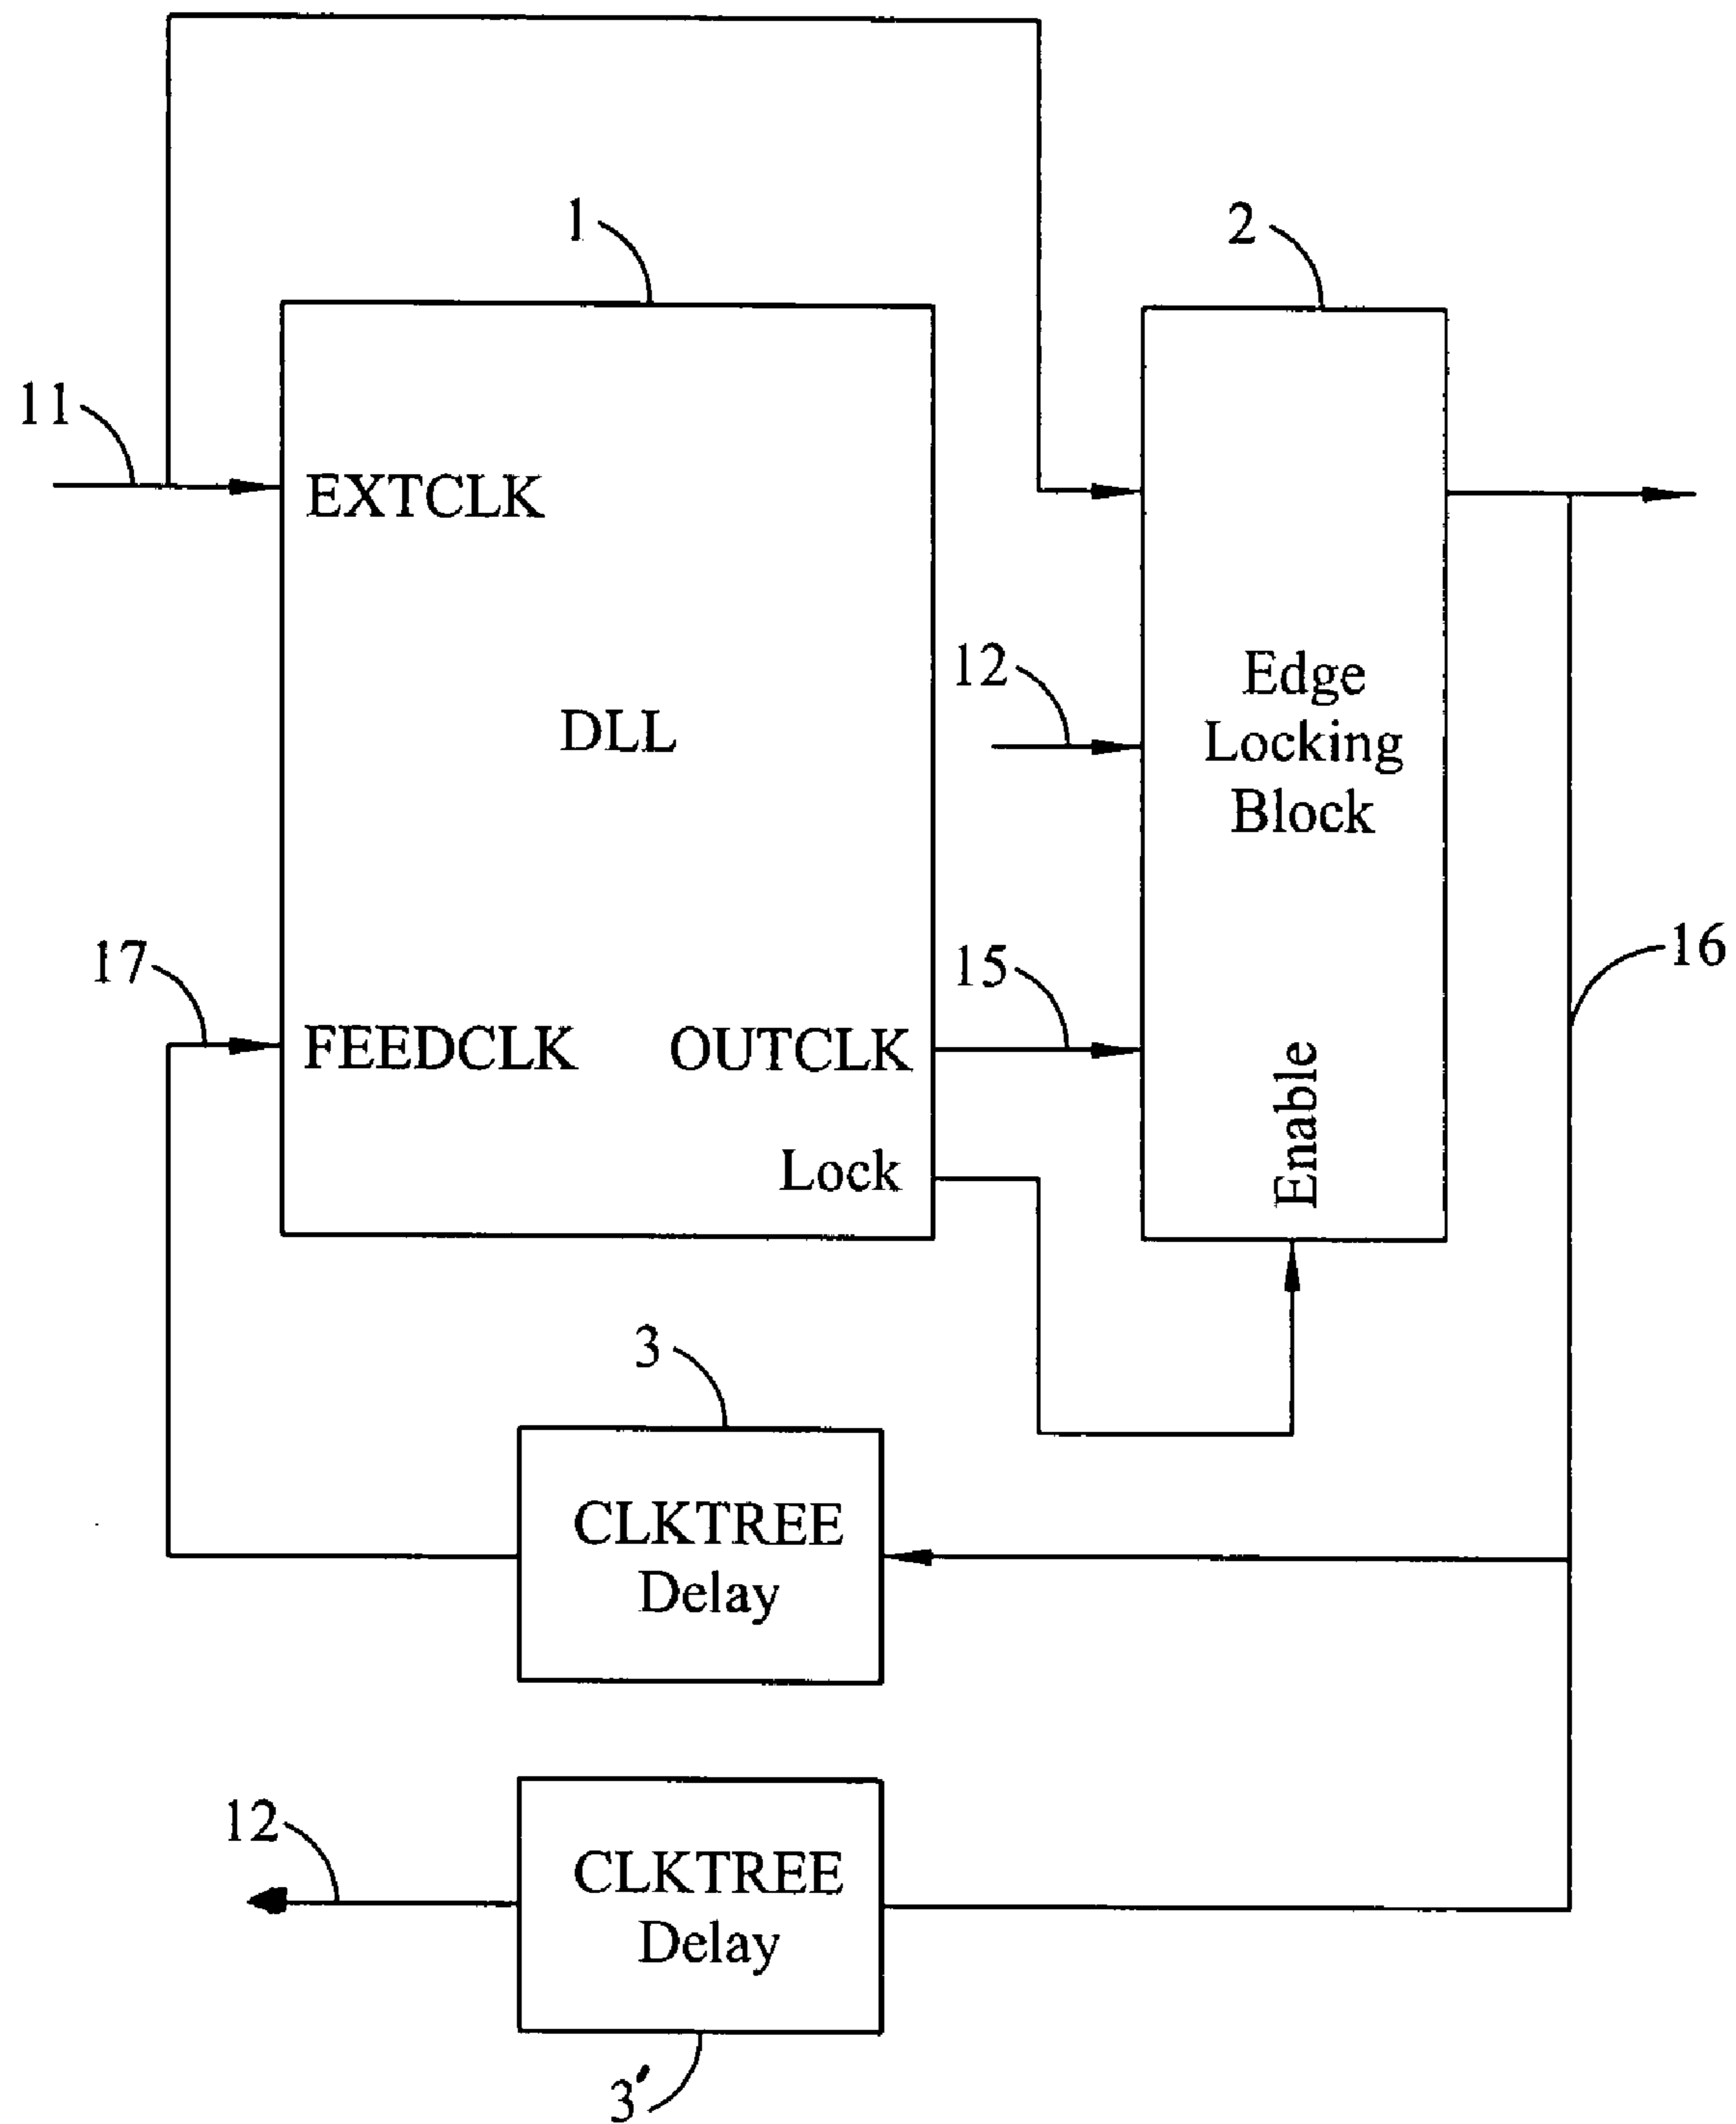 1
2
11
EXTCLK
12
Edge
Locking
Block
DLL
17
15
16
FEEDCLK
OUTCLK
Enable
Lock
3
CLKTREE
Delay
12
CLKTREE
Delay
3'